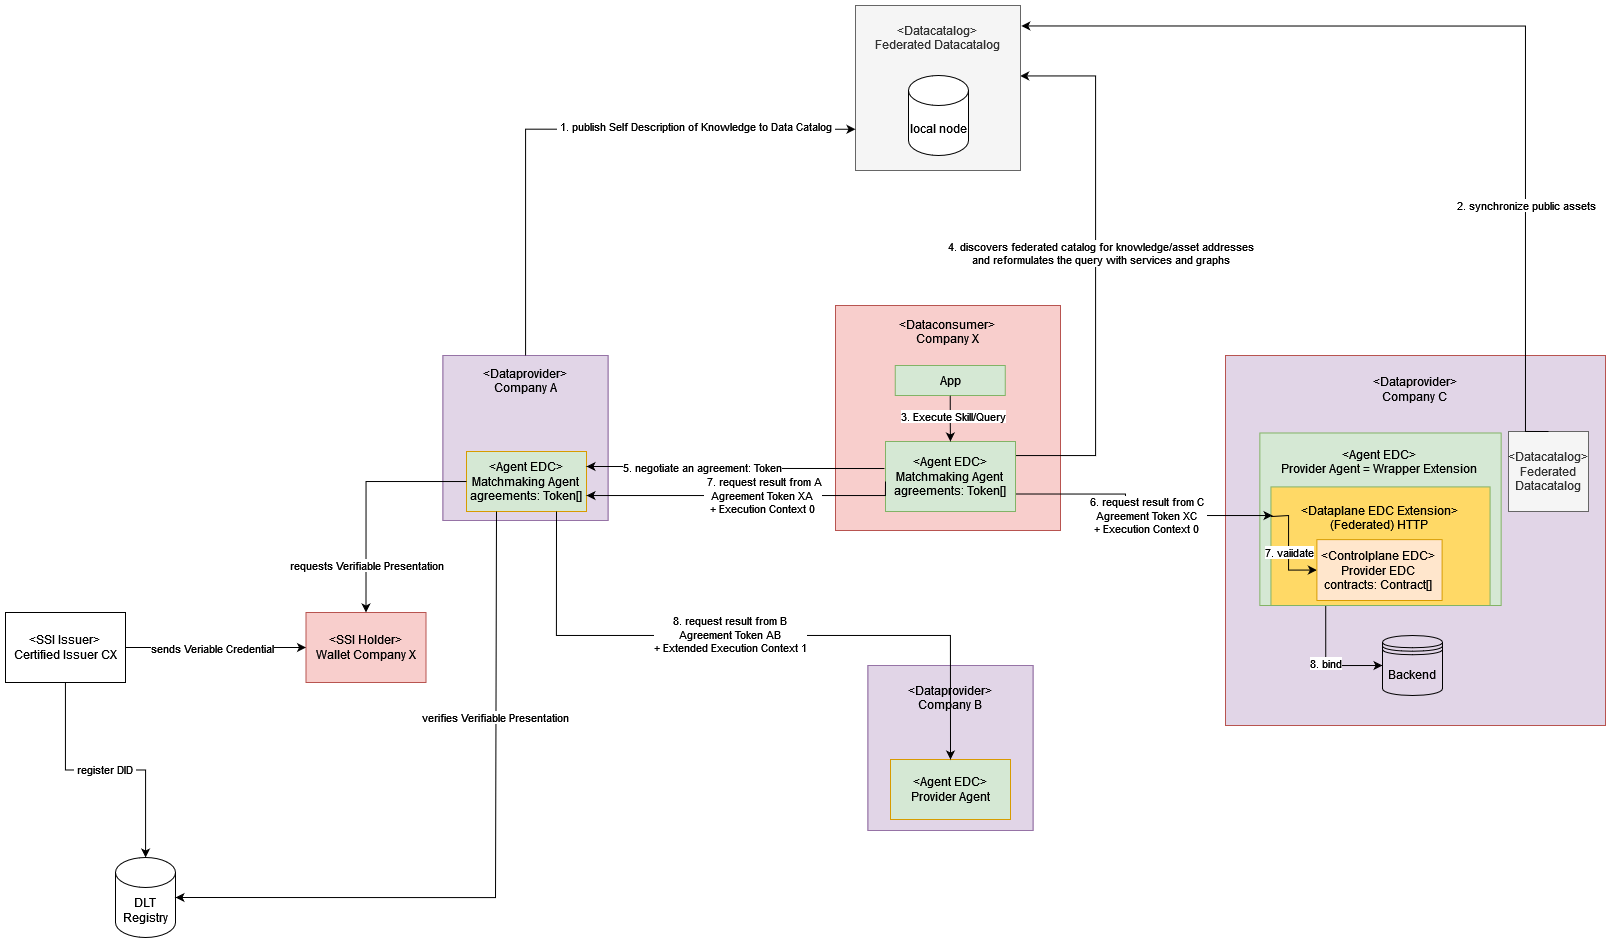 <Datacatalog>
Federated Datacatalog
local node
1. publish Self Description of Knowledge to Data Catalog
2. synchronize public assets
4. discovers federated catalog for knowledge/asset addresses
and reformulates the query with services and graphs
<Dataconsumer>
Company X
App
3. Execute Skill/Query
<Agent EDC>
Matchmaking Agent
agreements: Token[]
<Dataprovider>
Company A
<Agent EDC>
Matchmaking Agent
agreements: Token[]
5. negotiate an agreement: Token
7. request result from A
Agreement Token XA
+ Execution Context 0
6. request result from C
Agreement Token XC
+ Execution Context 0
<Dataprovider>
Company C
<Agent EDC>
Provider Agent = Wrapper Extension
<Dataplane EDC Extension>
(Federated) HTTP
<Controlplane EDC>
Provider EDC
contracts: Contract[]
7. vaiidate
<Datacatalog>
Federated
Datacatalog
8. bind
Backend
requests Verifiable Presentation
<SSI Issuer>
Certified Issuer CX
sends Veriable Credential
<SSI Holder>
Wallet Company X
8. request result from B
Agreement Token AB
+ Extended Execution Context 1
verifies Verifiable Presentation
<Dataprovider>
Company B
<Agent EDC>
Provider Agent
register DID
DLT
Registry